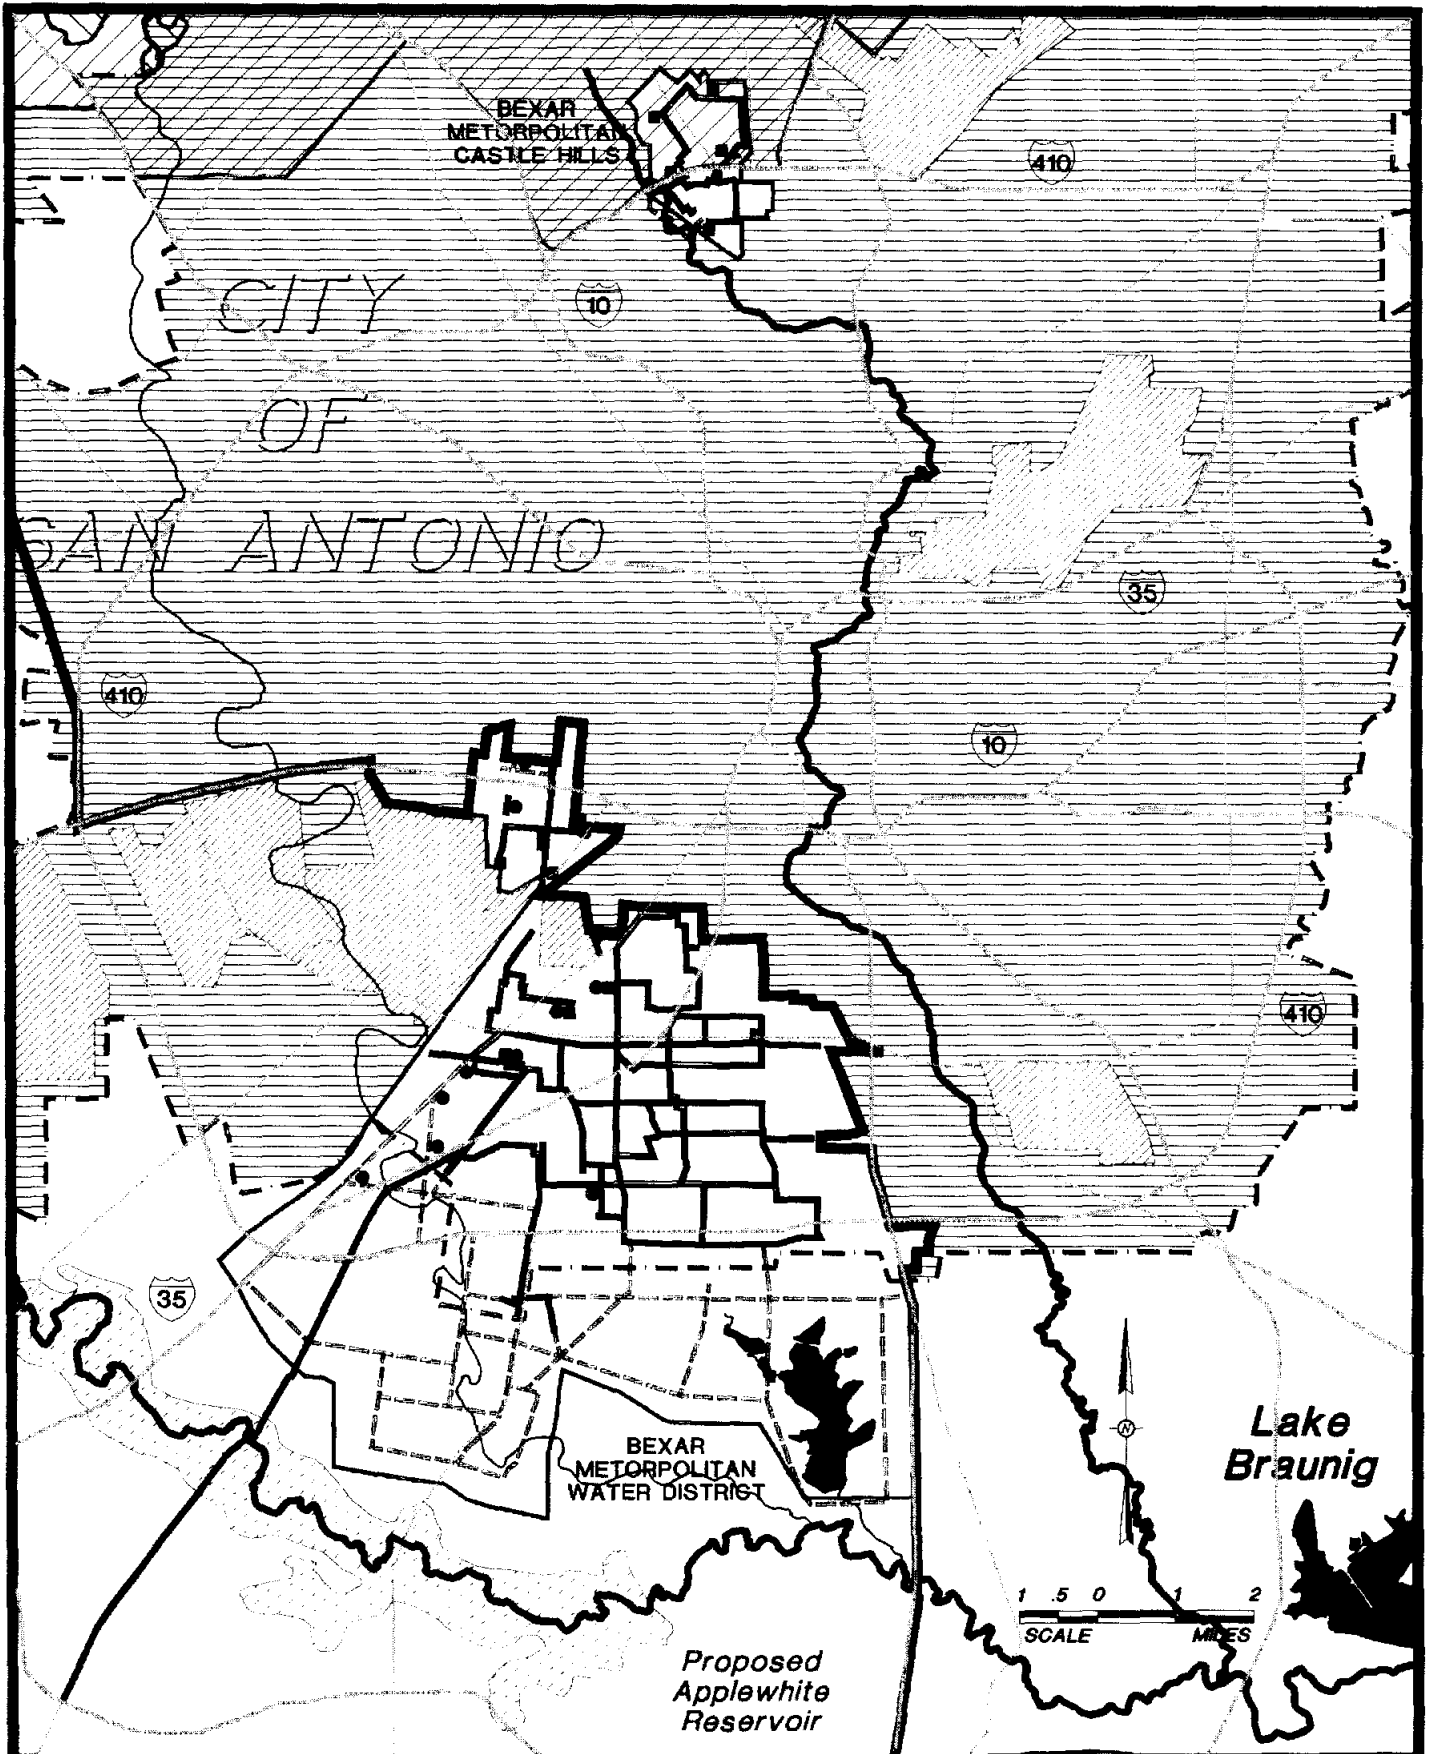 BEXAR
METORPOLITAN
CASTLE HILLS
410
CITY
10
OF
SAN ANTONIO
35
410
10
410
35
BEXAR
METORPOLITAN
WATER DISTRICT
N
Lake
Braunig
1 .5 0 1 2
SCALE MILES
Proposed
Applewhite
Reservoir